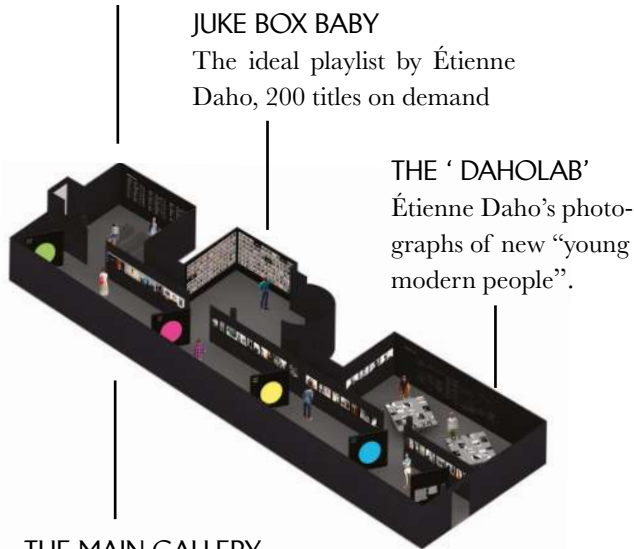 JUKE BOX BABY
The ideal playlist by Étienne
Daho, 200 titles on demand
THE ‘ DAHOLAB’
Étienne Daho’s photo-
graphs of new “young
modern people”.
THE MAIN GALLERY